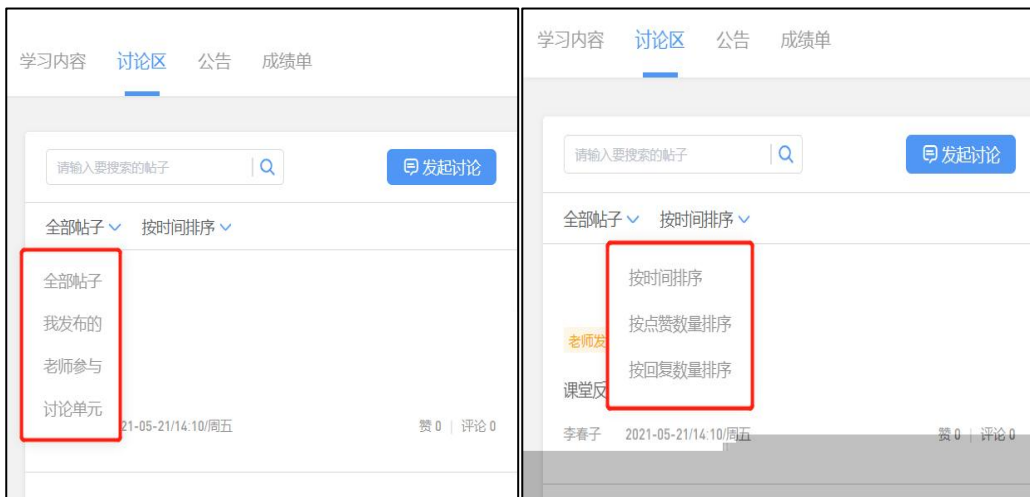 学习内容 讨论区 公告 成绩单
请输入要搜索的帖子 发起讨论
全部帖子 按时间排序
全部帖子
我发布的
老师参与
讨论单元
21-05-21/14:10/周五 赞 0 | 评论 0
学习内容 讨论区 公告 成绩单
请输入要搜索的帖子 发起讨论
全部帖子 按时间排序
按时间排序
按点赞数量排序
老师发
按回复数量排序
课堂反
李春子 2021-05-21/14:10/周五 赞 0 | 评论 0